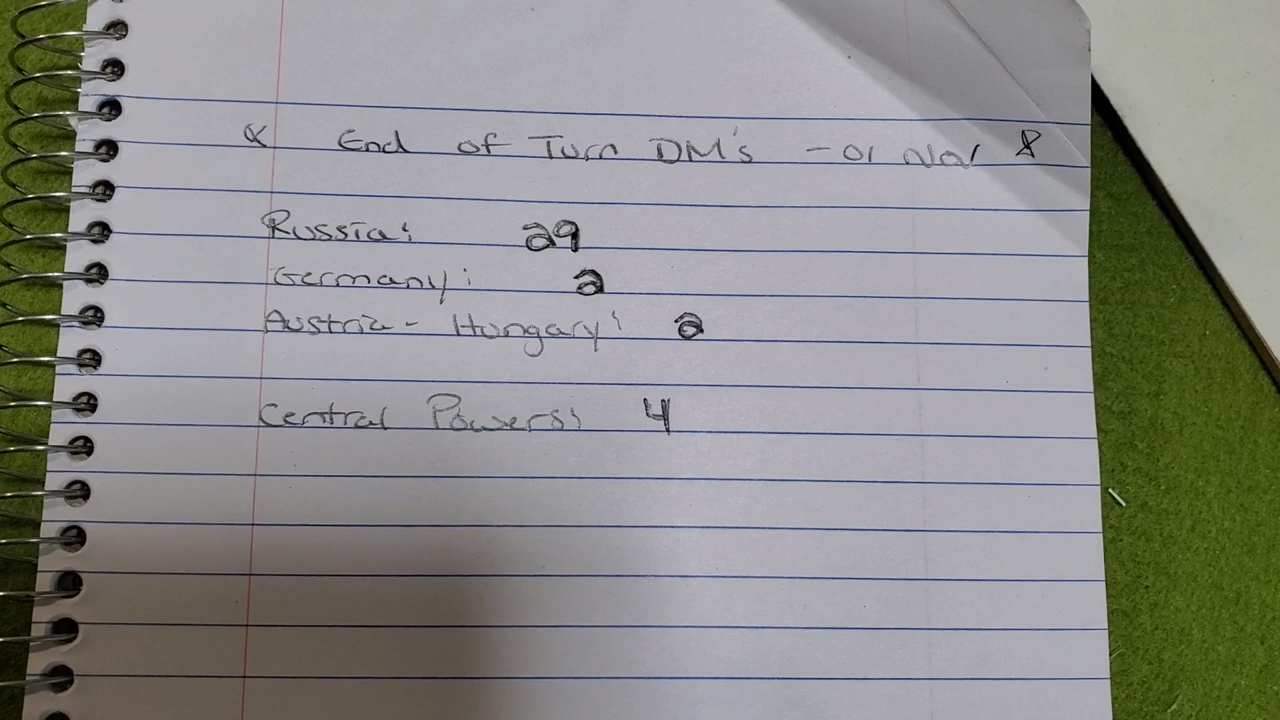 End of Turn DM's - 01 Nov
Russia: 29
Germany: 2
Austria- Hungary: 2
Central Powers: 4